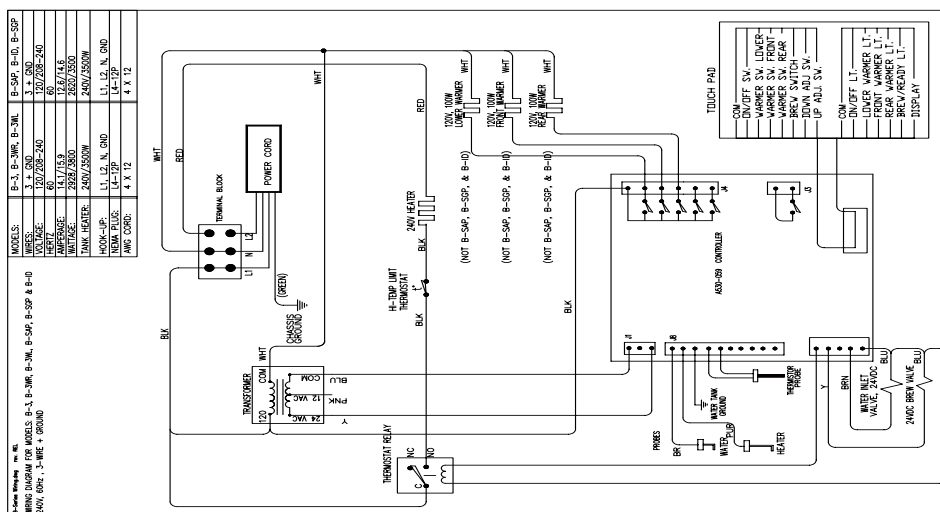 MODELS: B-3, B-3WR, B-3WL B-SAP, B-ID, B-SGP
WIRES: 3 + GND 3 + GND
VOLTAGE: 120/208-240 120/208-240
HERTZ 60 60
AMPERAGE: 14.1/15.9 12.6/14.6
WATTAGE: 2928/3800 2620/3500
TANK HEATER: 240V/3500W 240V/3500W
HOOK-UP: L1, L2, N, GND L1, L2, N, GND
NEMA PLUG: L4-12P L4-12P
AWG CORD: 4 X 12 4 X 12
WIRING DIAGRAM FOR MODELS: B-3, B-3WR, B-3WL, B-SAP, B-SGP & B-ID
240V, 60Hz., 3-WIRE + GROUND
WHT
RED
TERMINAL BLOCK
L2
N
L1
POWER CORD
(GREEN)
CHASSIS
GROUND
BLK
TRANSFORMER
120
COM
WHT
24 VAC
12 VAC
COM
Y
PNK
BLU
THERMOSTAT RELAY
NC
C
NO
BLK
HI-TEMP LIMIT
THERMOSTAT
BLK
240V HEATER
RED
WHT
120V, 100W
LOWER WARMER
WHT
120V, 100W
FRONT WARMER
WHT
120V, 100W
REAR WARMER
WHT
(NOT B-SAP, B-SGP, & B-ID)
(NOT B-SAP, B-SGP, & B-ID)
(NOT B-SAP, B-SGP, & B-ID)
BLK
TOUCH PAD
COM
ON/OFF SW.
WARMER SW. LOWER
WARMER SW. FRONT
WARMER SW. REAR
BREW SWITCH
DOWN ADJ SW.
UP ADJ. SW.
COM
ON/OFF LT.
LOWER WARMER LT.
FRONT WARMER LT.
REAR WARMER LT.
BREW/READY LT.
DISPLAY
J4
J3
A530-059 CONTROLLER
J1
J8
PROBES
BR
WATER
PUR
HEATER
WATER TANK
GROUND
THERMISTOR
PROBE
Y
BRN
WATER INLET
VALVE, 24VDC
BLU
24VDC BREW VALVE
BLU